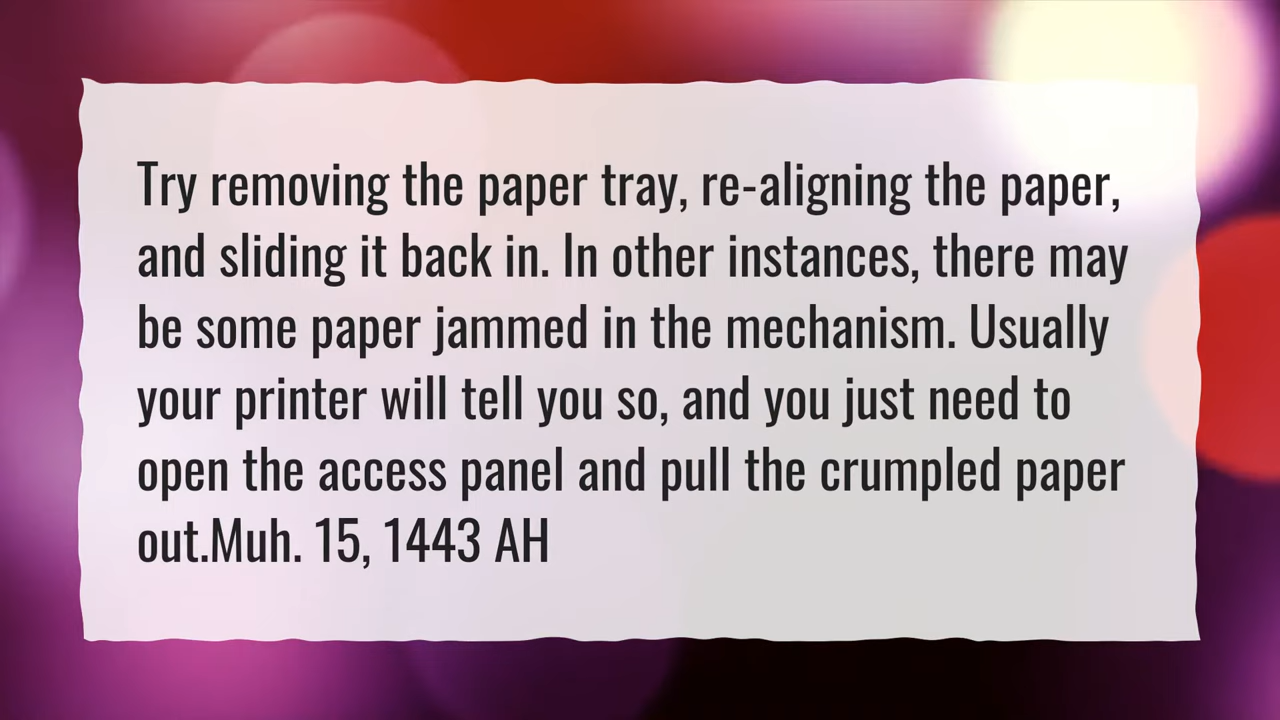 Try removing the paper tray, re-aligning the paper,
and sliding it back in. In other instances, there may
be some paper jammed in the mechanism. Usually
your printer will tell you so, and you just need to
open the access panel and pull the crumpled paper
out.Muh. 15, 1443 AH